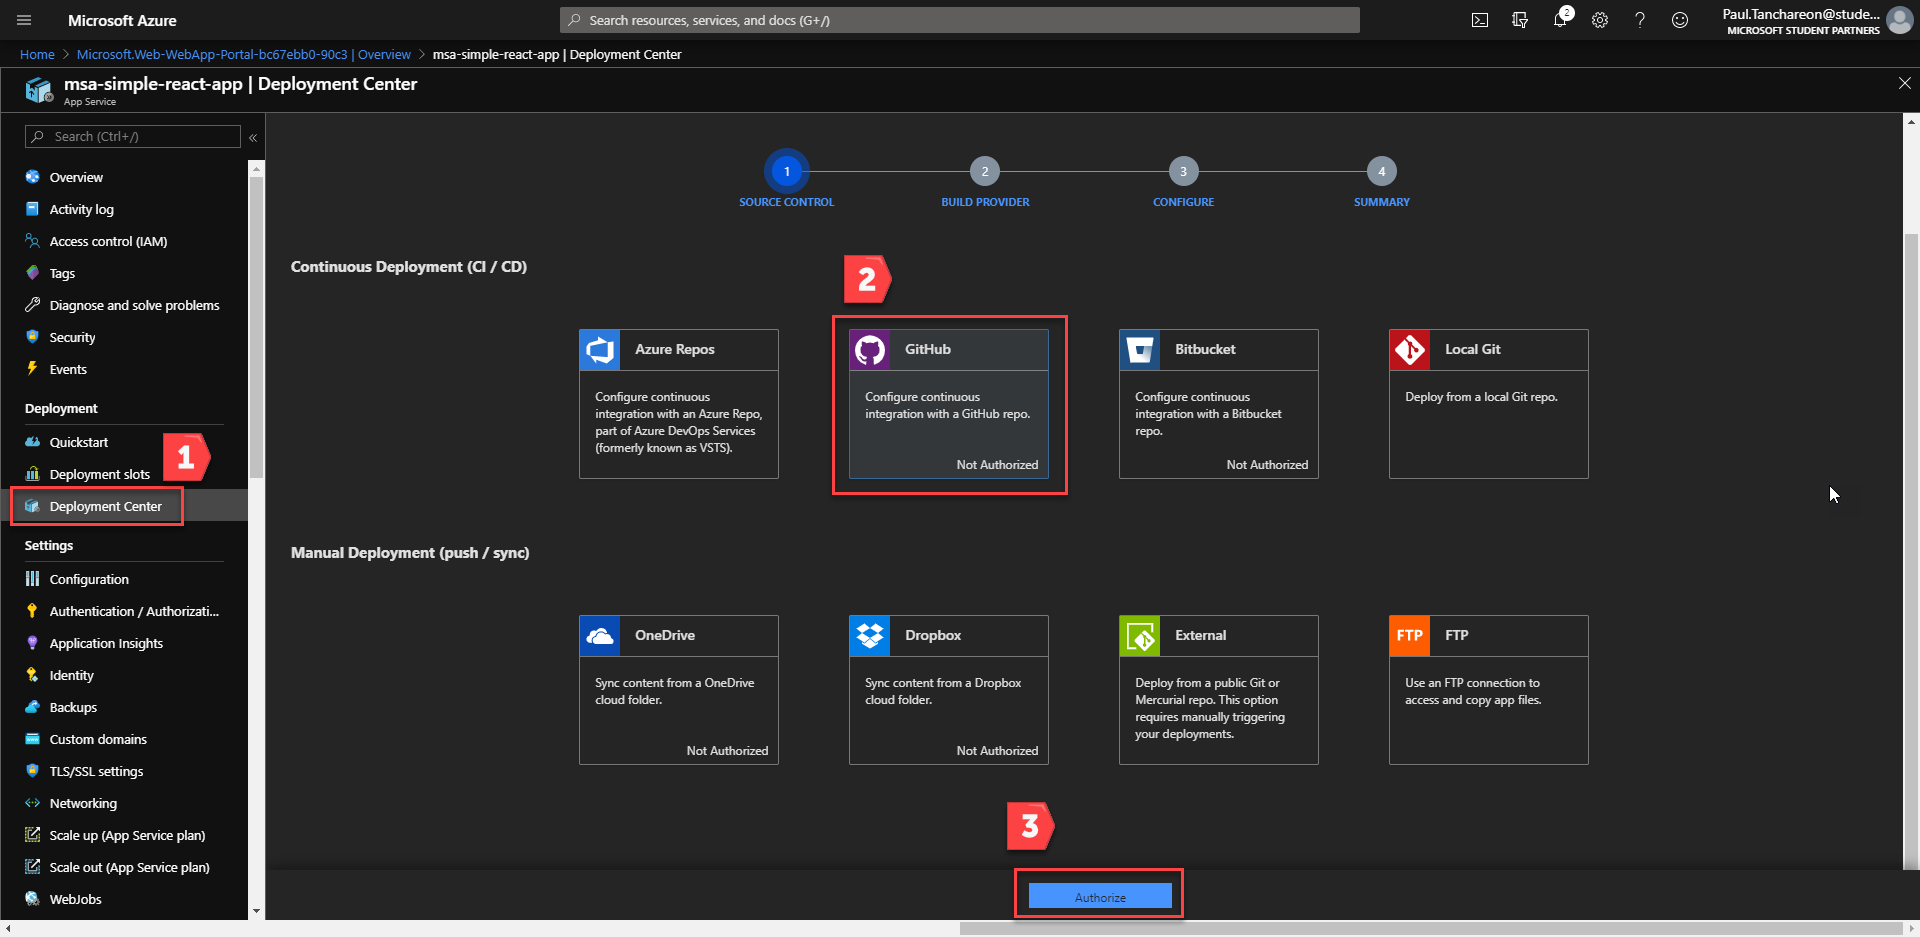 Microsoft Azure
Search resources, services, and docs (G+/)
2
Paul.Tanchareon@stude...
MICROSOFT STUDENT PARTNERS
Home > Microsoft.Web-WebApp-Portal-bc67ebb0-90c3 | Overview > msa-simple-react-app | Deployment Center
msa-simple-react-app | Deployment Center
App Service
Search (Ctrl+/)
«
Overview
Activity log
Access control (IAM)
Tags
Diagnose and solve problems
Security
Events
Deployment
Quickstart
Deployment slots
1
Deployment Center
Settings
Configuration
Authentication / Authorizati...
Application Insights
Identity
Backups
Custom domains
TLS/SSL settings
Networking
Scale up (App Service plan)
Scale out (App Service plan)
WebJobs
1
2
3
4
SOURCE CONTROL
BUILD PROVIDER
CONFIGURE
SUMMARY
Continuous Deployment (CI / CD)
2
Azure Repos
Configure continuous
integration with an Azure Repo,
part of Azure DevOps Services
(formerly known as VSTS).
GitHub
Configure continuous
integration with a GitHub repo.
Not Authorized
Bitbucket
Configure continuous
integration with a Bitbucket
repo.
Not Authorized
Local Git
Deploy from a local Git repo.
Manual Deployment (push / sync)
OneDrive
Sync content from a OneDrive
cloud folder.
Not Authorized
Dropbox
Sync content from a Dropbox
cloud folder.
Not Authorized
External
Deploy from a public Git or
Mercurial repo. This option
requires manually triggering
your deployments.
FTP
FTP
Use an FTP connection to
access and copy app files.
3
Authorize